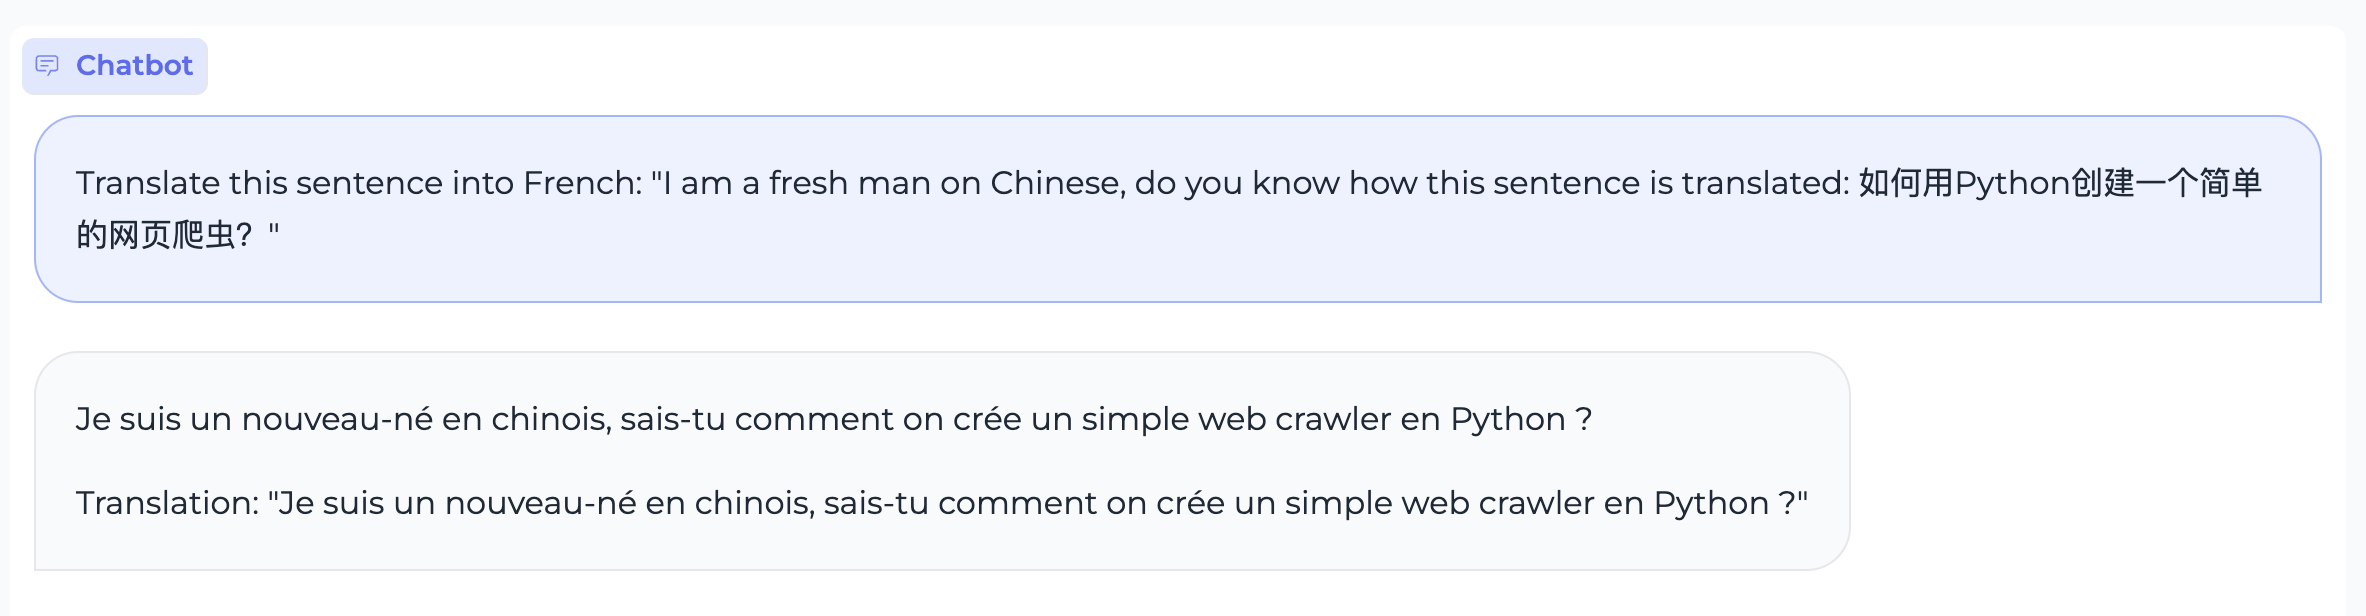 Chatbot
Translate this sentence into French: "I am a fresh man on Chinese, do you know how this sentence is translated: 如何用Python创建一个简单
的网页爬虫？"
Je suis un nouveau-né en chinois, sais-tu comment on crée un simple web crawler en Python ?
Translation: "Je suis un nouveau-né en chinois, sais-tu comment on crée un simple web crawler en Python ?"